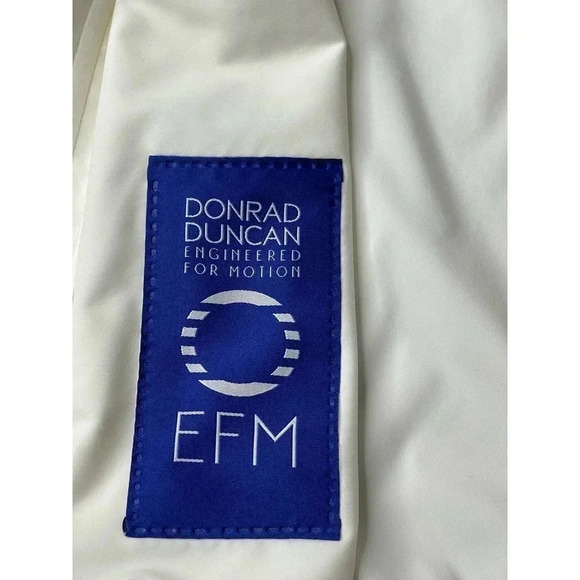 DONRAD
DUNCAN
ENGINEERED
FOR MOTION
EFM